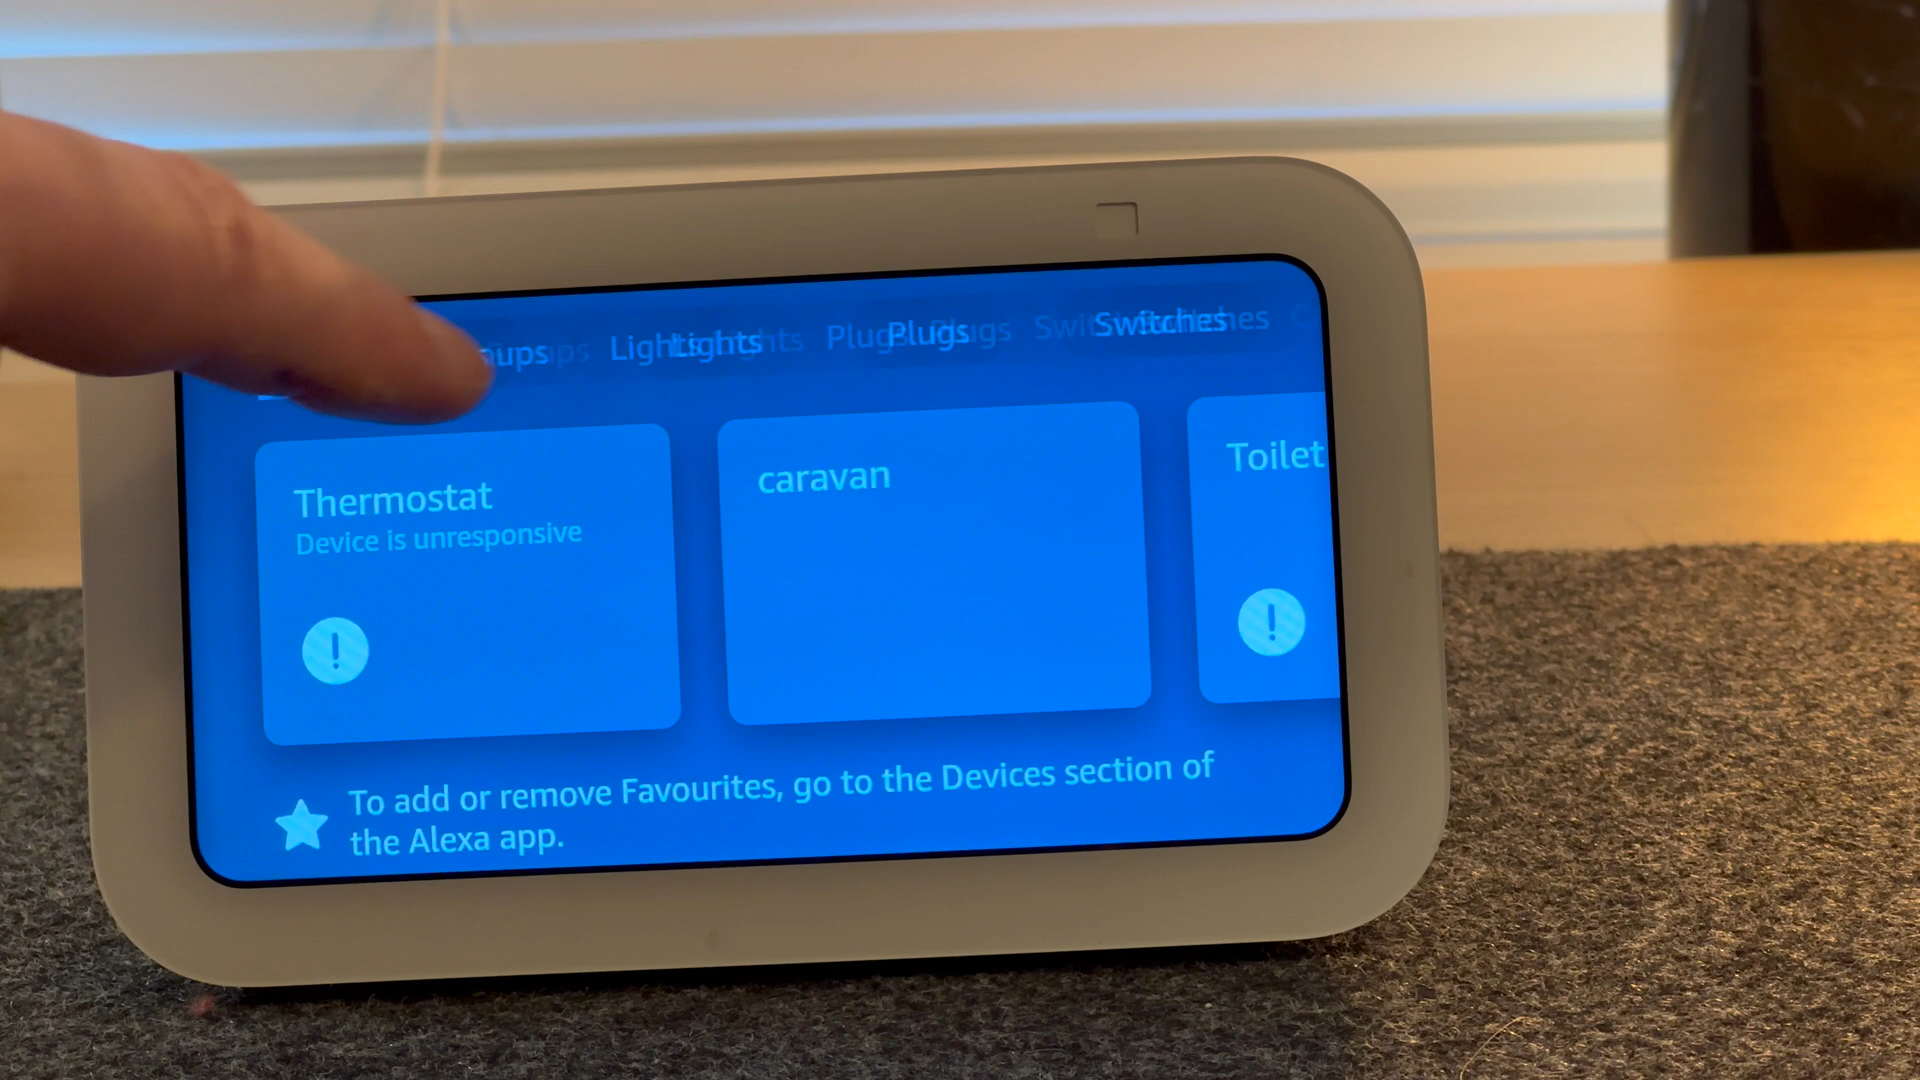 Lights Plugs Switches
Thermostat
Device is unresponsive
caravan
Toilet
To add or remove Favourites, go to the Devices section of
the Alexa app.